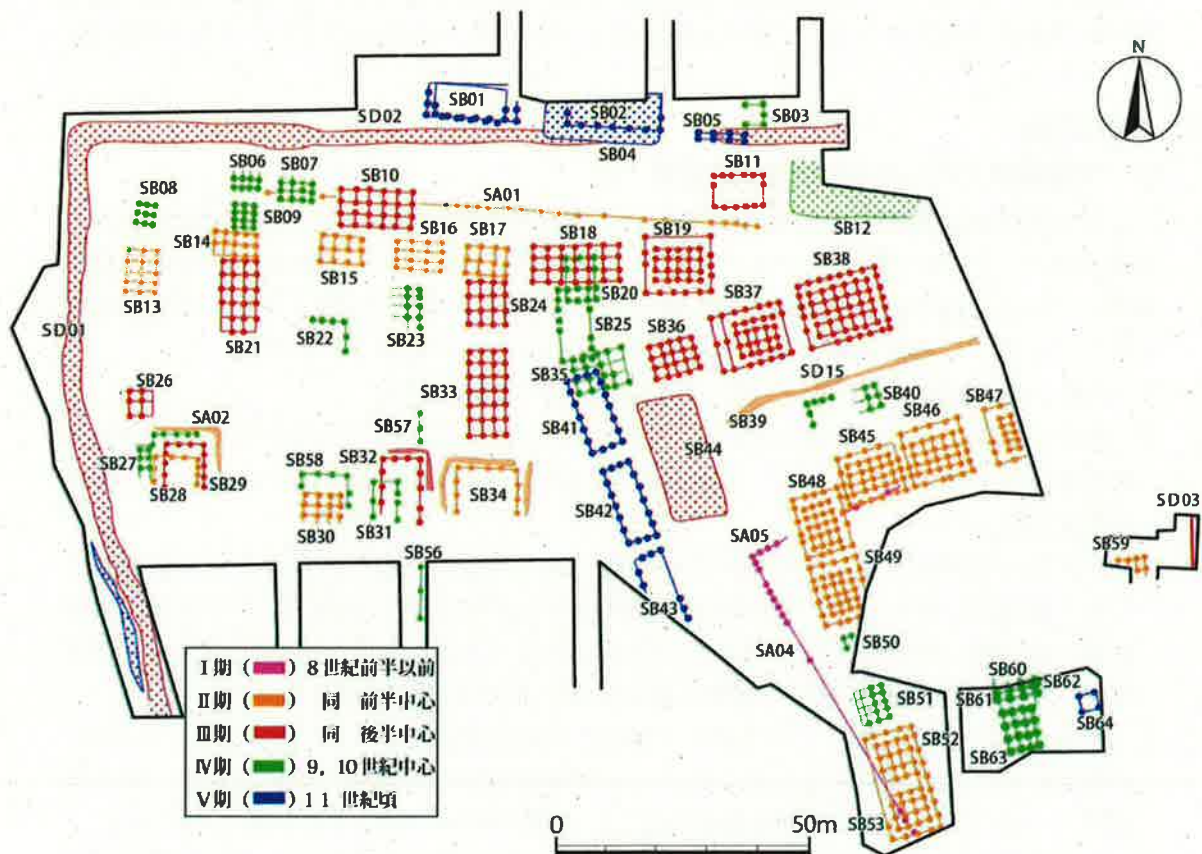 N
SB01
SB02
SB03
SD02
SB05
SB04
SB11
SB06
SB07
SB10
SB08
SA01
SB09
SB12
SB14
SB16
SB17
SB18
SB19
SB15
SB38
SB13
SB20
SB37
SB24
SD01
SB21
SB22
SB23
SB25
SB36
SB35
SD15
SB26
SB33
SB40
SB47
SA02
SB41
SB39
SB46
SB57
SB45
SB44
SB27
SB58
SB32
SB48
SB28
SB29
SB34
SB42
SD03
SB30
SB31
SA05
SB59
SB56
SB49
SB43
SB50
SA04
Ⅰ期 ( ) 8世紀前半以前
Ⅱ期 ( ) 同 前半中心
Ⅲ期 ( ) 同 後半中心
Ⅳ期 ( ) 9, 10世紀中心
Ⅴ期 ( ) 11世紀頃
SB60
SB62
SB51
SB61
SB64
SB52
SB63
SB53
0 50m